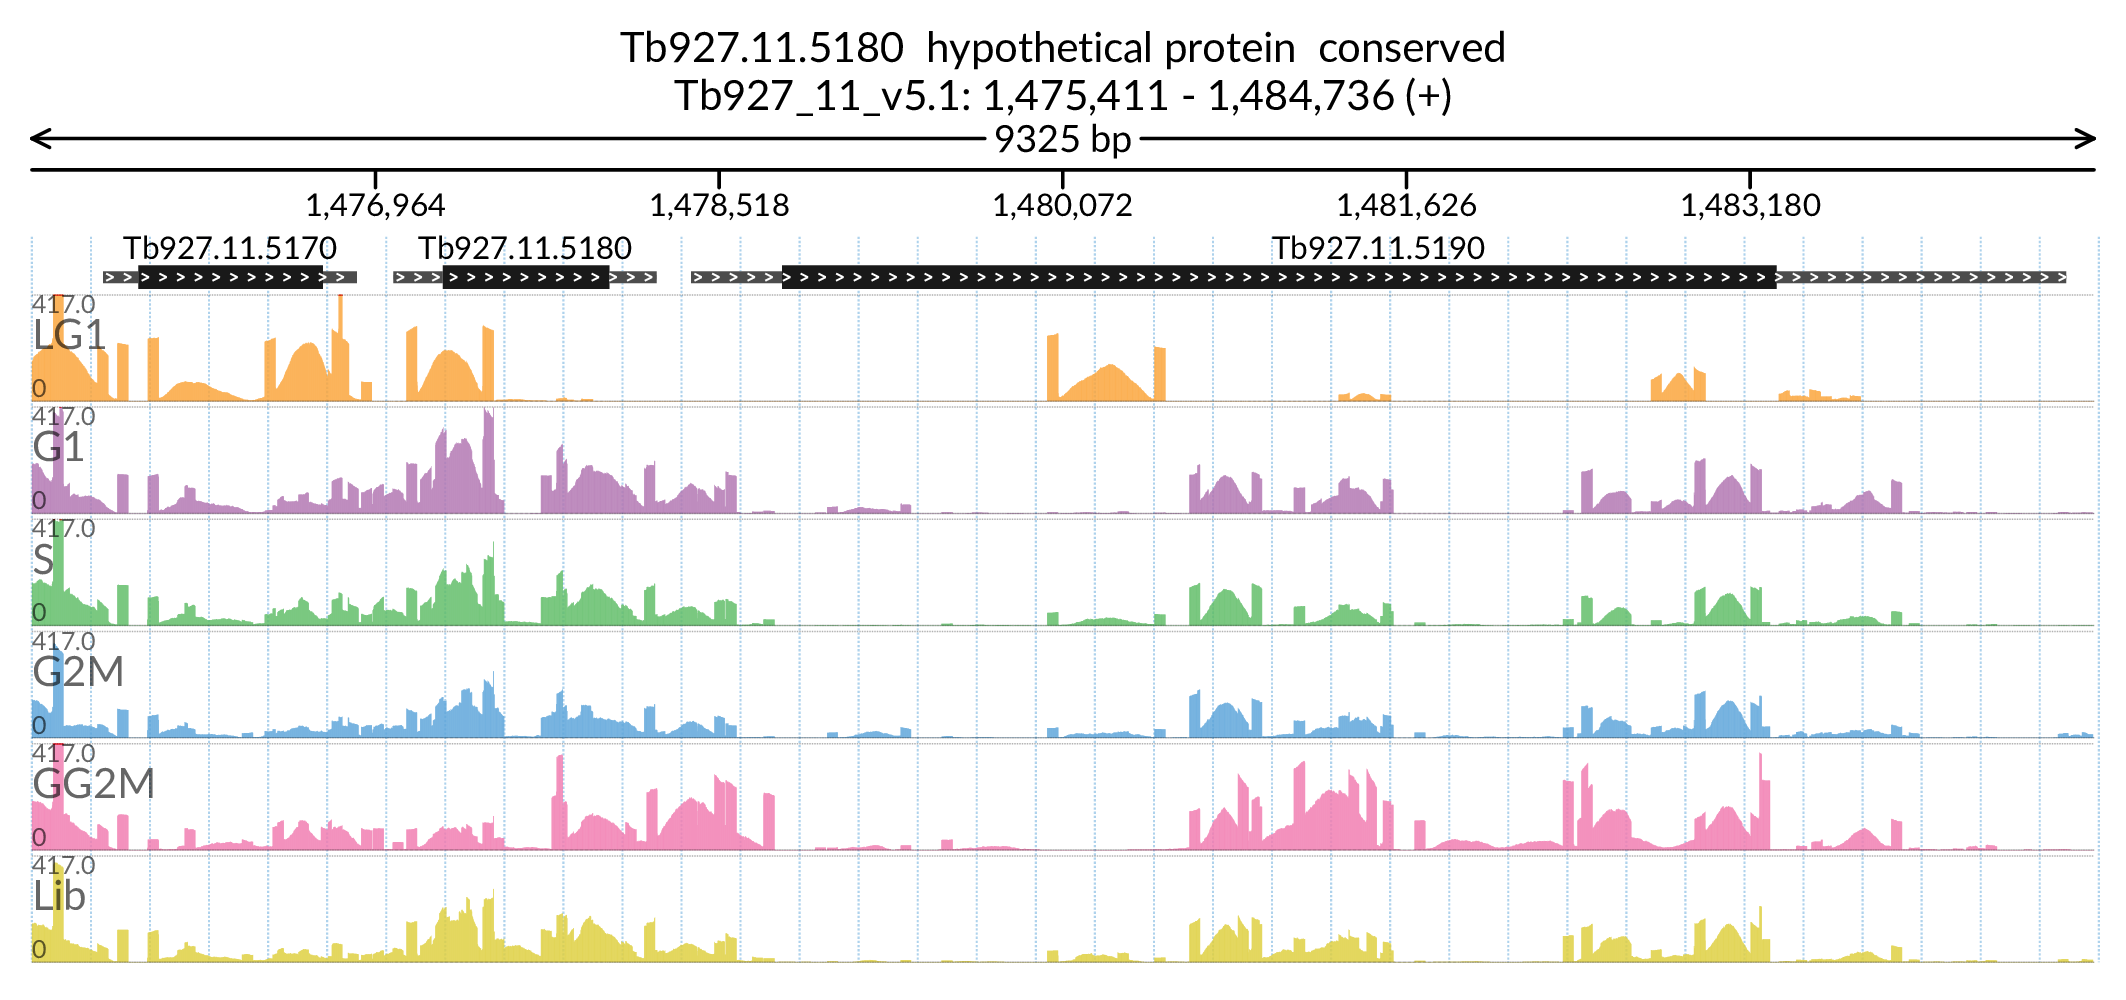 Tb927.11.5180  hypothetical protein  conserved
Tb927_11_v5.1: 1,475,411 - 1,484,736 (+)
9325 bp
1,476,964 1,478,518 1,480,072 1,481,626 1,483,180
Tb927.11.5170 Tb927.11.5180 Tb927.11.5190
417.0
LG1
0
417.0
G1
0
417.0
S
0
417.0
G2M
0
417.0
GG2M
0
417.0
Lib
0